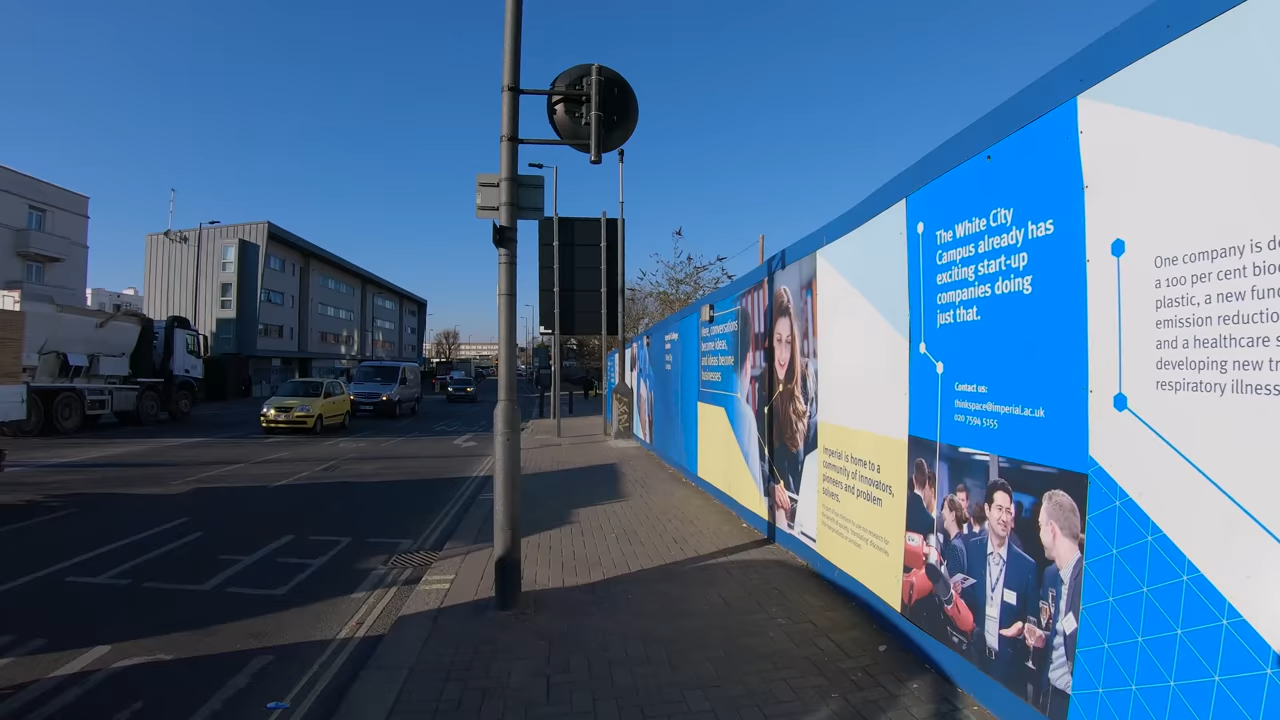 Here, conversations
become ideas,
and ideas become
businesses
Imperial is home to a
community of innovators,
pioneers and problem
solvers.
The White City
Campus already has
exciting start-up
companies doing
just that.
Contact us:
thinkspace@imperial.ac.uk
020 7594 5155
One company is de
a 100 per cent biod
plastic, a new fund
emission reductio
and a healthcare s
developing new tr
respiratory illness